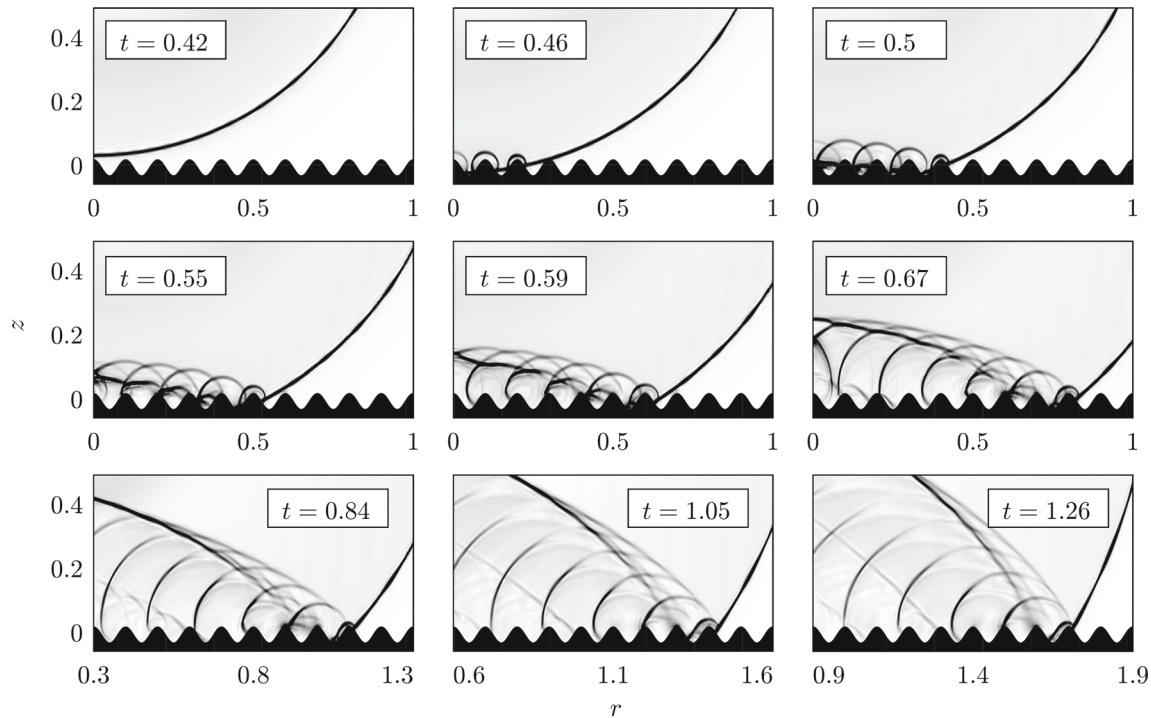 t = 0.42
t = 0.46
t = 0.5
0.4
0.2
0
0 0.5 1
0 0.5 1
0 0.5 1
t = 0.55
t = 0.59
t = 0.67
0.4
0.2
0
z
0 0.5 1
0 0.5 1
0 0.5 1
t = 0.84
t = 1.05
t = 1.26
0.4
0.2
0
0.3 0.8 1.3
0.6 1.1 1.6
0.9 1.4 1.9
r